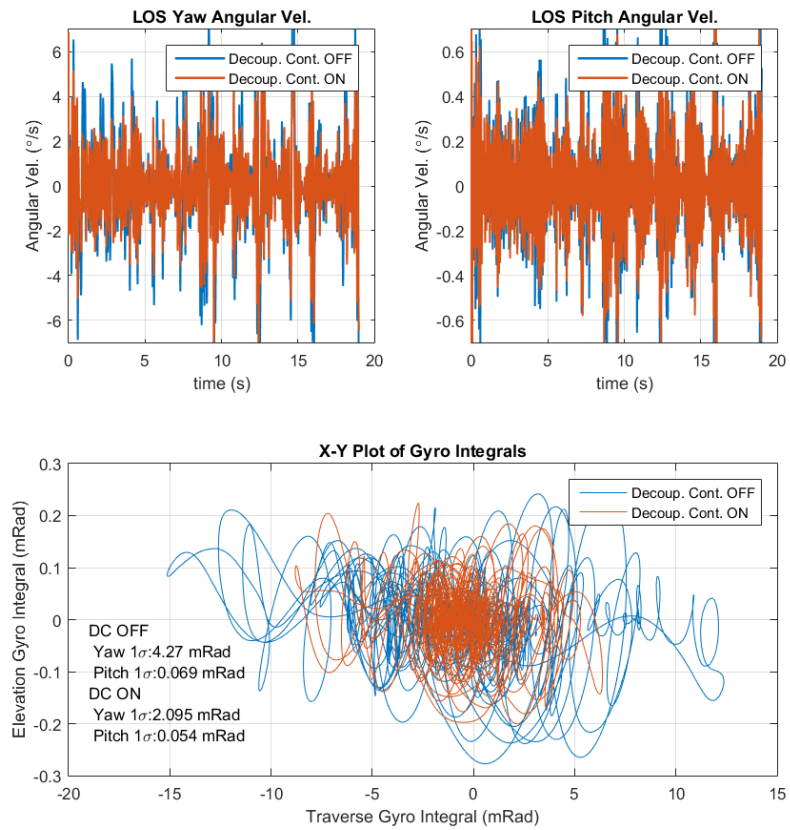 LOS Yaw Angular Vel.
6
4
2
0
-2
-4
-6
Angular Vel. (°/s)
0 5 10 15 20
time (s)
Decoup. Cont. OFF
Decoup. Cont. ON
LOS Pitch Angular Vel.
0.6
0.4
0.2
0
-0.2
-0.4
-0.6
Angular Vel. (°/s)
0 5 10 15 20
time (s)
Decoup. Cont. OFF
Decoup. Cont. ON
X-Y Plot of Gyro Integrals
0.3
0.2
0.1
0
-0.1
-0.2
-0.3
Elevation Gyro Integral (mRad)
Decoup. Cont. OFF
Decoup. Cont. ON
DC OFF
Yaw 1σ:4.27 mRad
Pitch 1σ:0.069 mRad
DC ON
Yaw 1σ:2.095 mRad
Pitch 1σ:0.054 mRad
-20 -15 -10 -5 0 5 10 15
Traverse Gyro Integral (mRad)